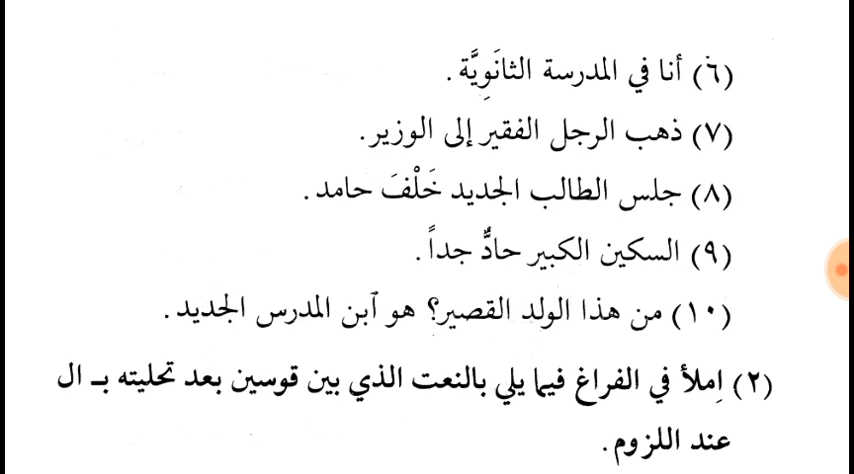 (٦) أنا في المدرسة الثانَوِيَّة .
(٧) ذهب الرجل الفقير إلى الوزير.
(٨) جلس الطالب الجديد خَلْفَ حامد .
(٩) السكين الكبير حادٌّ جداً .
(١٠) من هذا الولد القصير؟ هو ٱبن المدرس الجديد .
(٢) اِملأ في الفراغ فيما يلي بالنعت الذي بين قوسين بعد تحليته بـ ال
عند اللزوم .